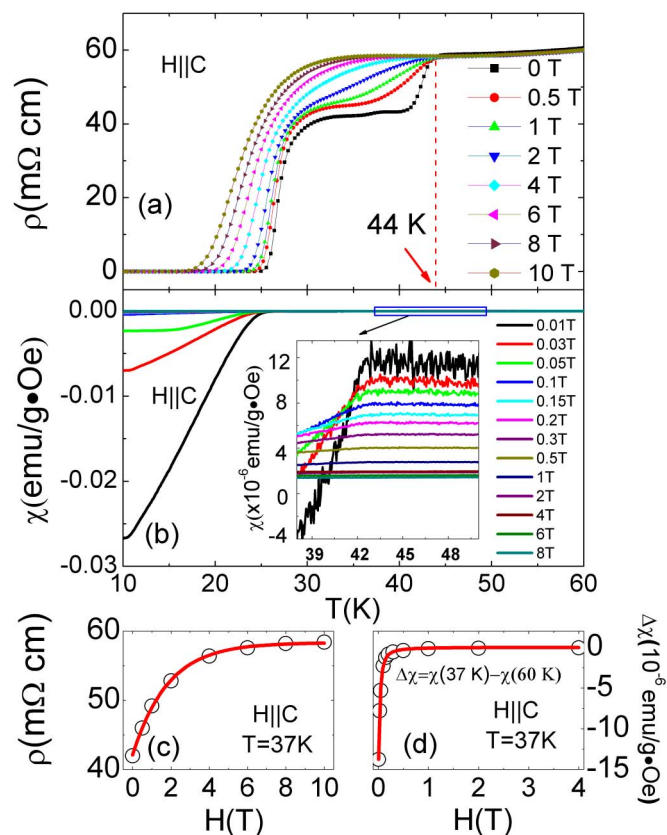 60
40
20
0
ρ(mΩ cm)
H||C
(a)
44 K
0 T
0.5 T
1 T
2 T
4 T
6 T
8 T
10 T
0.00
-0.01
-0.02
-0.03
χ(emu/g•Oe)
H||C
(b)
12
8
4
0
-4
χ(x10⁻⁶ emu/g•Oe)
39 42 45 48
0.01T
0.03T
0.05T
0.1T
0.15T
0.2T
0.3T
0.5T
1T
2T
4T
6T
8T
10 20 30 40 50 60
T(K)
60
50
40
ρ(mΩ cm)
H||C
T=37K
(c)
0 2 4 6 8 10
H(T)
Δχ=χ(37 K)−χ(60 K)
H||C
T=37K
(d)
0
-5
-10
-15
Δχ(10⁻⁶ emu/g•Oe)
0 1 2 3 4
H(T)